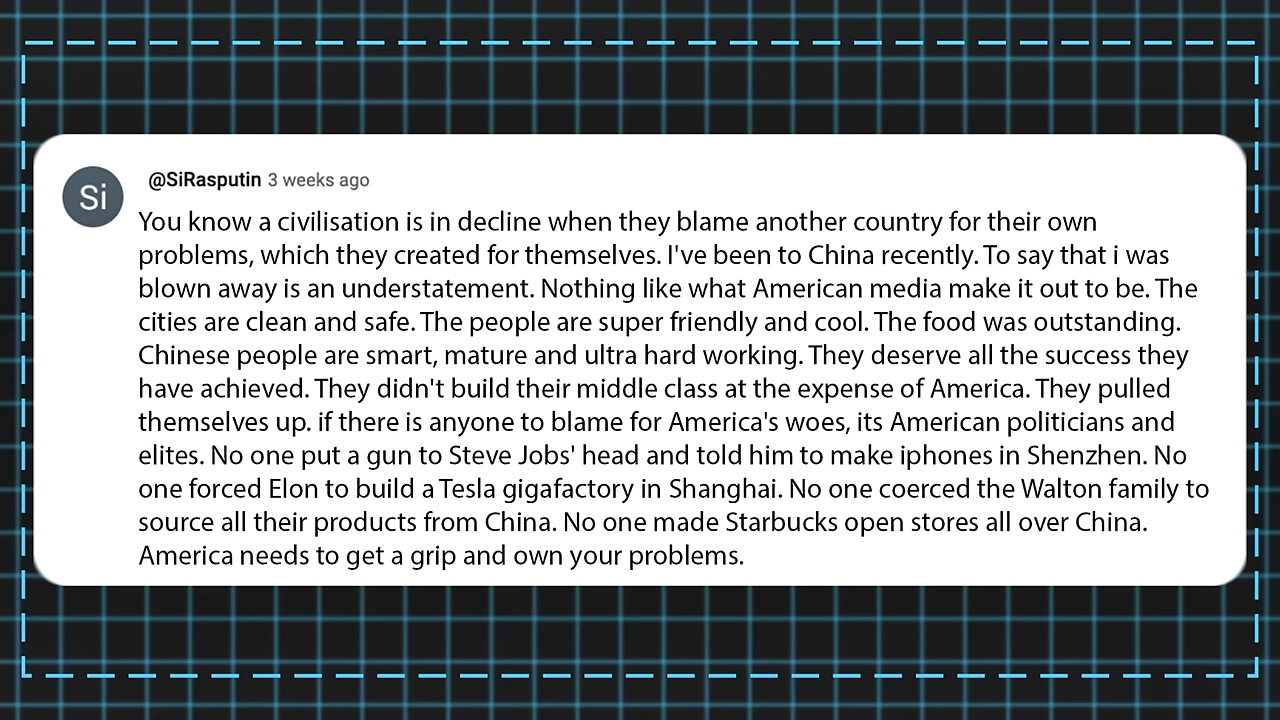 Si
@SiRasputin 3 weeks ago
You know a civilisation is in decline when they blame another country for their own
problems, which they created for themselves. I've been to China recently. To say that i was
blown away is an understatement. Nothing like what American media make it out to be. The
cities are clean and safe. The people are super friendly and cool. The food was outstanding.
Chinese people are smart, mature and ultra hard working. They deserve all the success they
have achieved. They didn't build their middle class at the expense of America. They pulled
themselves up. if there is anyone to blame for America's woes, its American politicians and
elites. No one put a gun to Steve Jobs' head and told him to make iphones in Shenzhen. No
one forced Elon to build a Tesla gigafactory in Shanghai. No one coerced the Walton family to
source all their products from China. No one made Starbucks open stores all over China.
America needs to get a grip and own your problems.